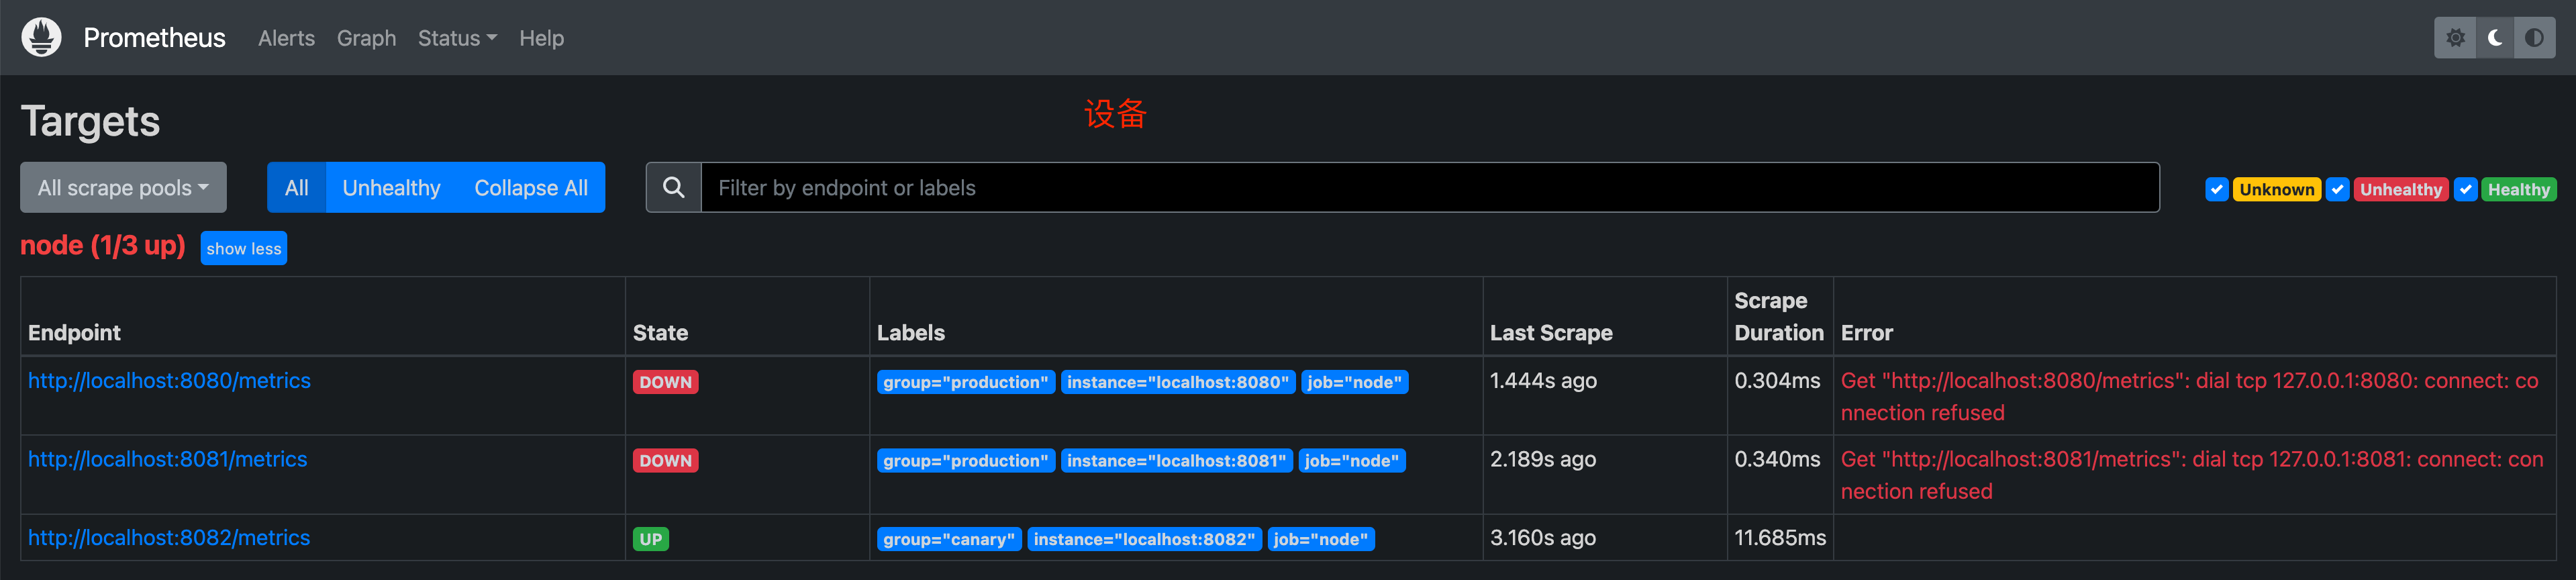 Prometheus Alerts Graph Status Help
设备
Targets
All scrape pools All Unhealthy Collapse All Filter by endpoint or labels Unknown Unhealthy Healthy
node (1/3 up) show less
Scrape
Endpoint State Labels Last Scrape Duration Error
http://localhost:8080/metrics DOWN group="production" instance="localhost:8080" job="node" 1.444s ago 0.304ms Get "http://localhost:8080/metrics": dial tcp 127.0.0.1:8080: connect: co
nnection refused
http://localhost:8081/metrics DOWN group="production" instance="localhost:8081" job="node" 2.189s ago 0.340ms Get "http://localhost:8081/metrics": dial tcp 127.0.0.1:8081: connect: con
nection refused
http://localhost:8082/metrics UP group="canary" instance="localhost:8082" job="node" 3.160s ago 11.685ms